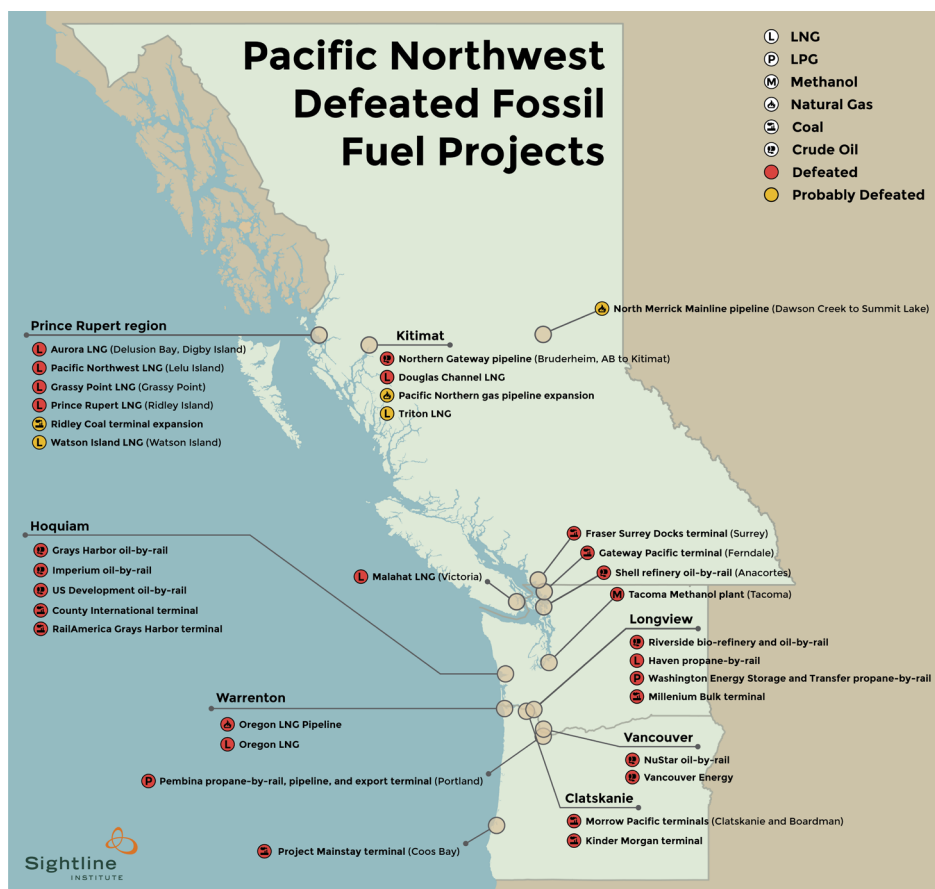 Pacific Northwest
Defeated Fossil
Fuel Projects
L LNG
P LPG
M Methanol
Natural Gas
Coal
Crude Oil
Defeated
Probably Defeated
North Merrick Mainline pipeline (Dawson Creek to Summit Lake)
Prince Rupert region
L Aurora LNG (Delusion Bay, Digby Island)
L Pacific Northwest LNG (Lelu Island)
L Grassy Point LNG (Grassy Point)
L Prince Rupert LNG (Ridley Island)
Ridley Coal terminal expansion
L Watson Island LNG (Watson Island)
Kitimat
Northern Gateway pipeline (Bruderheim, AB to Kitimat)
L Douglas Channel LNG
Pacific Northern gas pipeline expansion
L Triton LNG
Hoquiam
Grays Harbor oil-by-rail
Imperium oil-by-rail
US Development oil-by-rail
County International terminal
RailAmerica Grays Harbor terminal
L Malahat LNG (Victoria)
Fraser Surrey Docks terminal (Surrey)
Gateway Pacific terminal (Ferndale)
Shell refinery oil-by-rail (Anacortes)
M Tacoma Methanol plant (Tacoma)
Longview
Riverside bio-refinery and oil-by-rail
L Haven propane-by-rail
P Washington Energy Storage and Transfer propane-by-rail
Millenium Bulk terminal
Warrenton
Oregon LNG Pipeline
L Oregon LNG
Vancouver
NuStar oil-by-rail
Vancouver Energy
P Pembina propane-by-rail, pipeline, and export terminal (Portland)
Clatskanie
Morrow Pacific terminals (Clatskanie and Boardman)
Kinder Morgan terminal
Project Mainstay terminal (Coos Bay)
Sightline
INSTITUTE